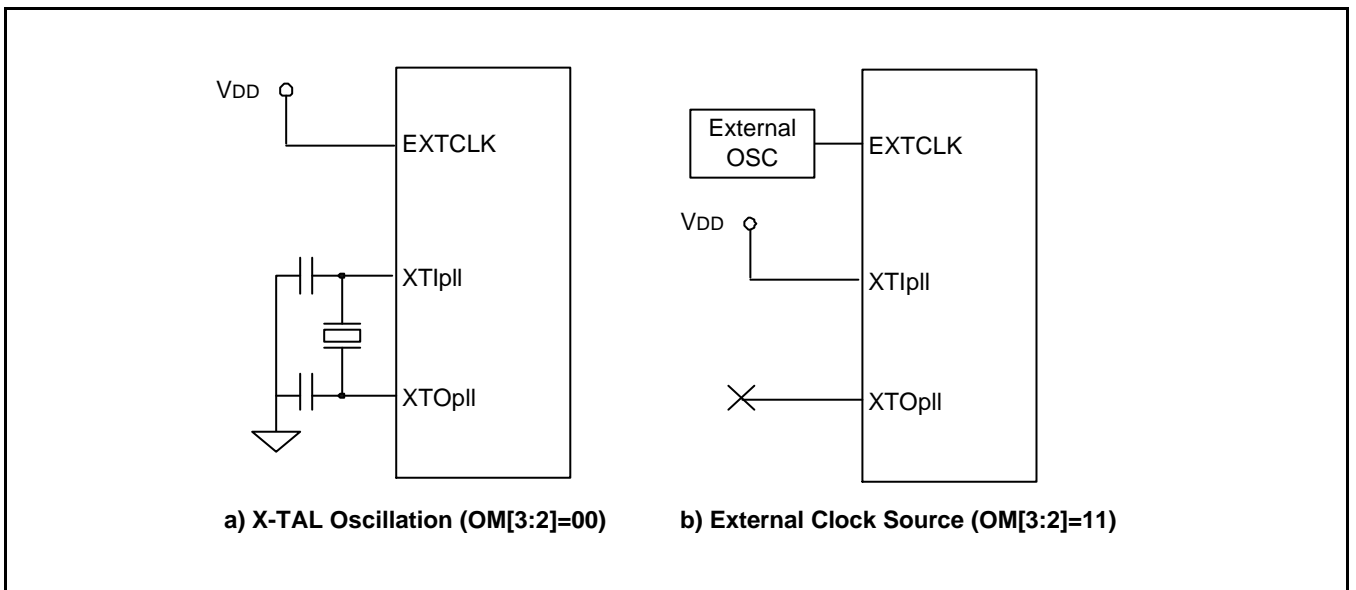 VDD
EXTCLK
XTIpll
XTOpll
a) X-TAL Oscillation (OM[3:2]=00)
External
OSC
EXTCLK
VDD
XTIpll
XTOpll
b) External Clock Source (OM[3:2]=11)